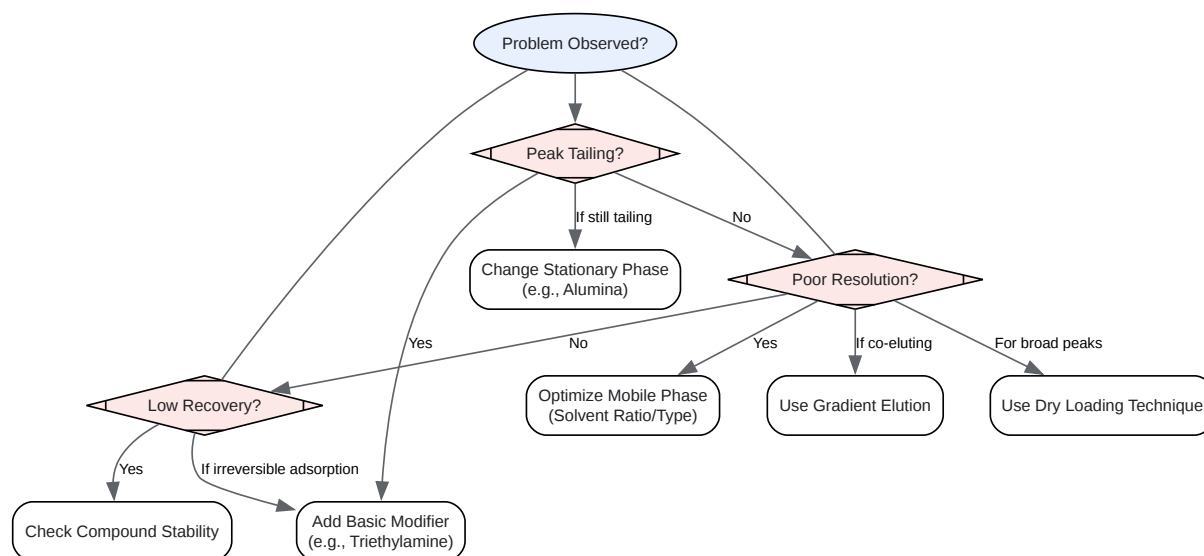 Problem Observed?
Peak Tailing?
If still tailing
No
Change Stationary Phase
(e.g., Alumina)
Poor Resolution?
Yes
No
Yes
If co-eluting
For broad peaks
Low Recovery?
Optimize Mobile Phase
(Solvent Ratio/Type)
Use Gradient Elution
Use Dry Loading Technique
Yes
If irreversible adsorption
Check Compound Stability
Add Basic Modifier
(e.g., Triethylamine)